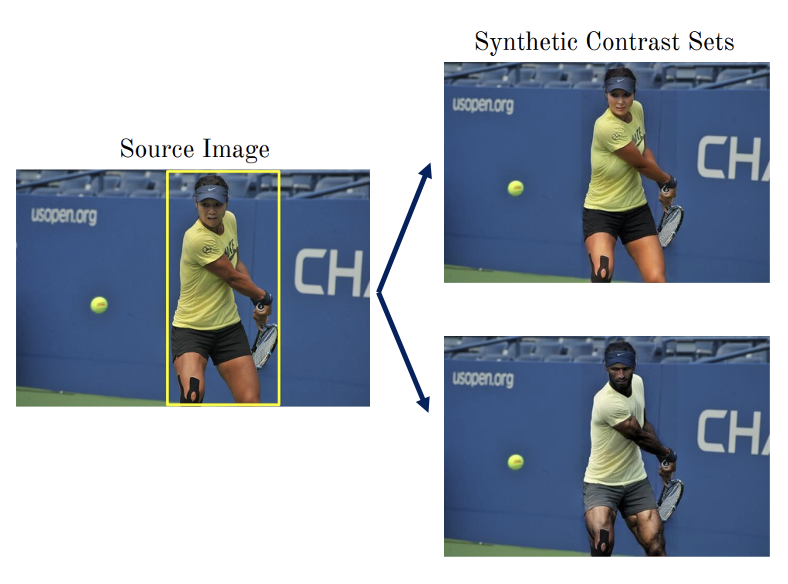 Synthetic Contrast Sets
usopen.org
CHA
Source Image
usopen.org
CHA
usopen.org
CHA